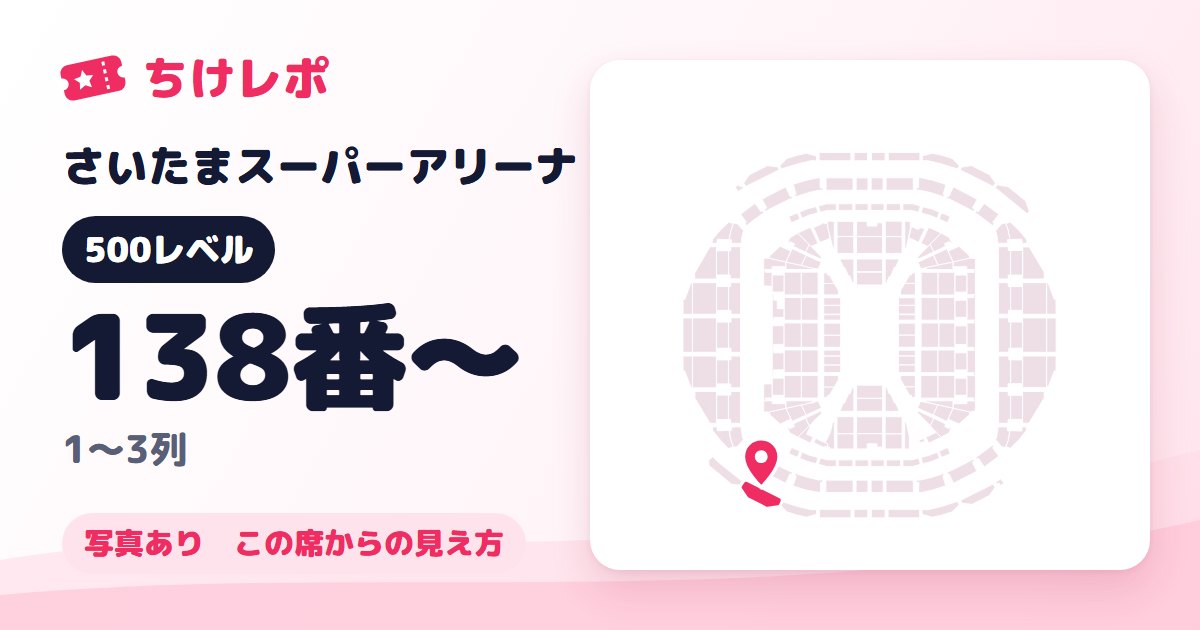 ちけレポ
さいたまスーパーアリーナ
500レベル
138番〜
1〜3列
写真あり　この席からの見え方